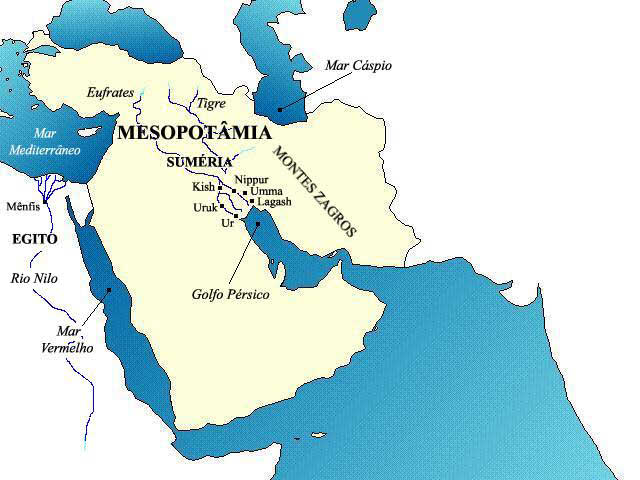 Mar Cáspio
Eufrates
Tigre
MESOPOTÂMIA
Mar
Mediterrâneo
SUMÉRIA
MONTES ZAGROS
Kish
Nippur
Umma
Lagash
Uruk
Ur
Mênfis
EGITO
Rio Nilo
Golfo Pérsico
Mar
Vermelho